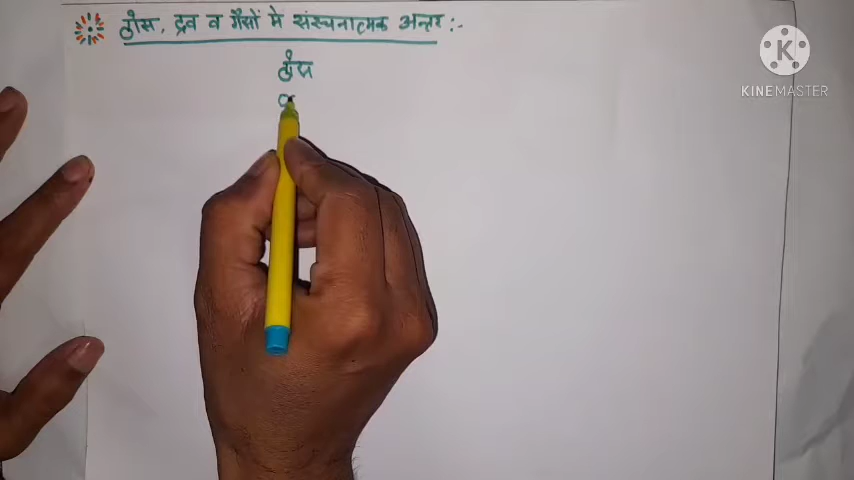 ठोस, द्रव व गैसों मे संरचनात्मक अन्तर :-
ठोस
K
KINEMASTER